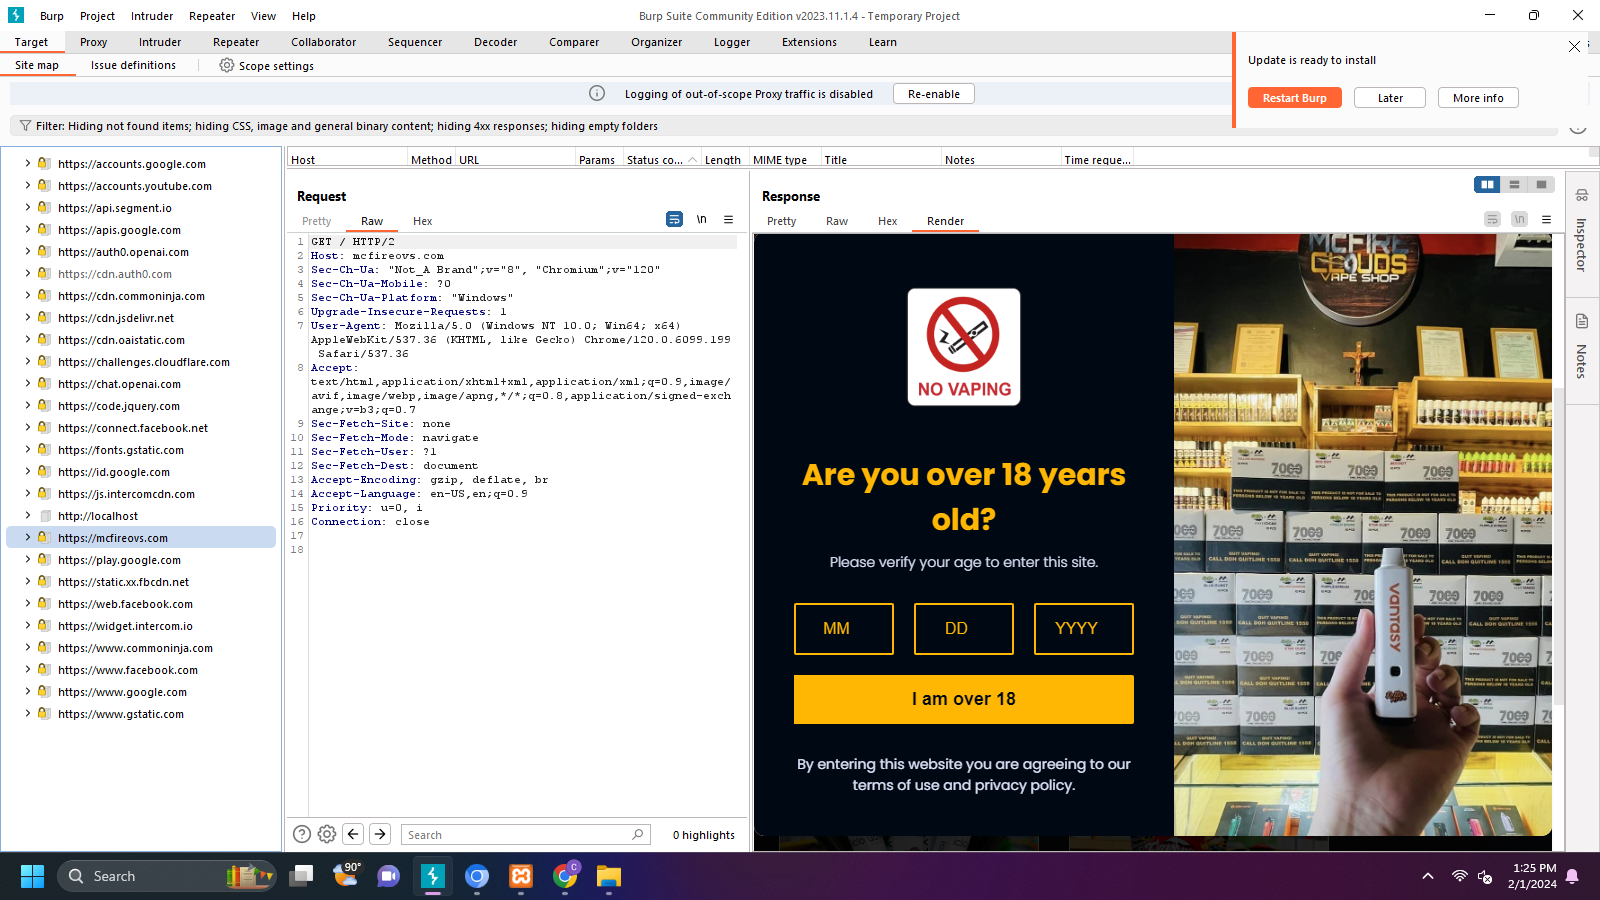 Burp Project Intruder Repeater View Help
Burp Suite Community Edition v2023.11.1.4 - Temporary Project
Target Proxy Intruder Repeater Collaborator Sequencer Decoder Comparer Organizer Logger Extensions Learn
Site map Issue definitions Scope settings
Update is ready to install
Restart Burp Later More info
Logging of out-of-scope Proxy traffic is disabled Re-enable
Filter: Hiding not found items; hiding CSS, image and general binary content; hiding 4xx responses; hiding empty folders
https://accounts.google.com
https://accounts.youtube.com
https://api.segment.io
https://apis.google.com
https://auth0.openai.com
https://cdn.auth0.com
https://cdn.commoninja.com
https://cdn.jsdelivr.net
https://cdn.oaistatic.com
https://challenges.cloudflare.com
https://chat.openai.com
https://code.jquery.com
https://connect.facebook.net
https://fonts.gstatic.com
https://id.google.com
https://js.intercomcdn.com
http://localhost
https://mcfireovs.com
https://play.google.com
https://static.xx.fbcdn.net
https://web.facebook.com
https://widget.intercom.io
https://www.commoninja.com
https://www.facebook.com
https://www.google.com
https://www.gstatic.com
Host Method URL Params Status co... Length MIME type Title Notes Time reque...
Request
Pretty Raw Hex \n
1 GET / HTTP/2
2 Host: mcfireovs.com
3 Sec-Ch-Ua: "Not_A Brand";v="8", "Chromium";v="120"
4 Sec-Ch-Ua-Mobile: ?0
5 Sec-Ch-Ua-Platform: "Windows"
6 Upgrade-Insecure-Requests: 1
7 User-Agent: Mozilla/5.0 (Windows NT 10.0; Win64; x64)
AppleWebKit/537.36 (KHTML, like Gecko) Chrome/120.0.6099.199
Safari/537.36
8 Accept:
text/html,application/xhtml+xml,application/xml;q=0.9,image/
avif,image/webp,image/apng,*/*;q=0.8,application/signed-exch
ange;v=b3;q=0.7
9 Sec-Fetch-Site: none
10 Sec-Fetch-Mode: navigate
11 Sec-Fetch-User: ?1
12 Sec-Fetch-Dest: document
13 Accept-Encoding: gzip, deflate, br
14 Accept-Language: en-US,en;q=0.9
15 Priority: u=0, i
16 Connection: close
17
18
Search 0 highlights
Response
Pretty Raw Hex Render \n
NO VAPING
Are you over 18 years
old?
Please verify your age to enter this site.
MM DD YYYY
I am over 18
By entering this website you are agreeing to our
terms of use and privacy policy.
MCFIRE
CLOUDS
VAPE SHOP
7000
vantasy
Inspector
Notes
Search
90°
C
1:25 PM
2/1/2024